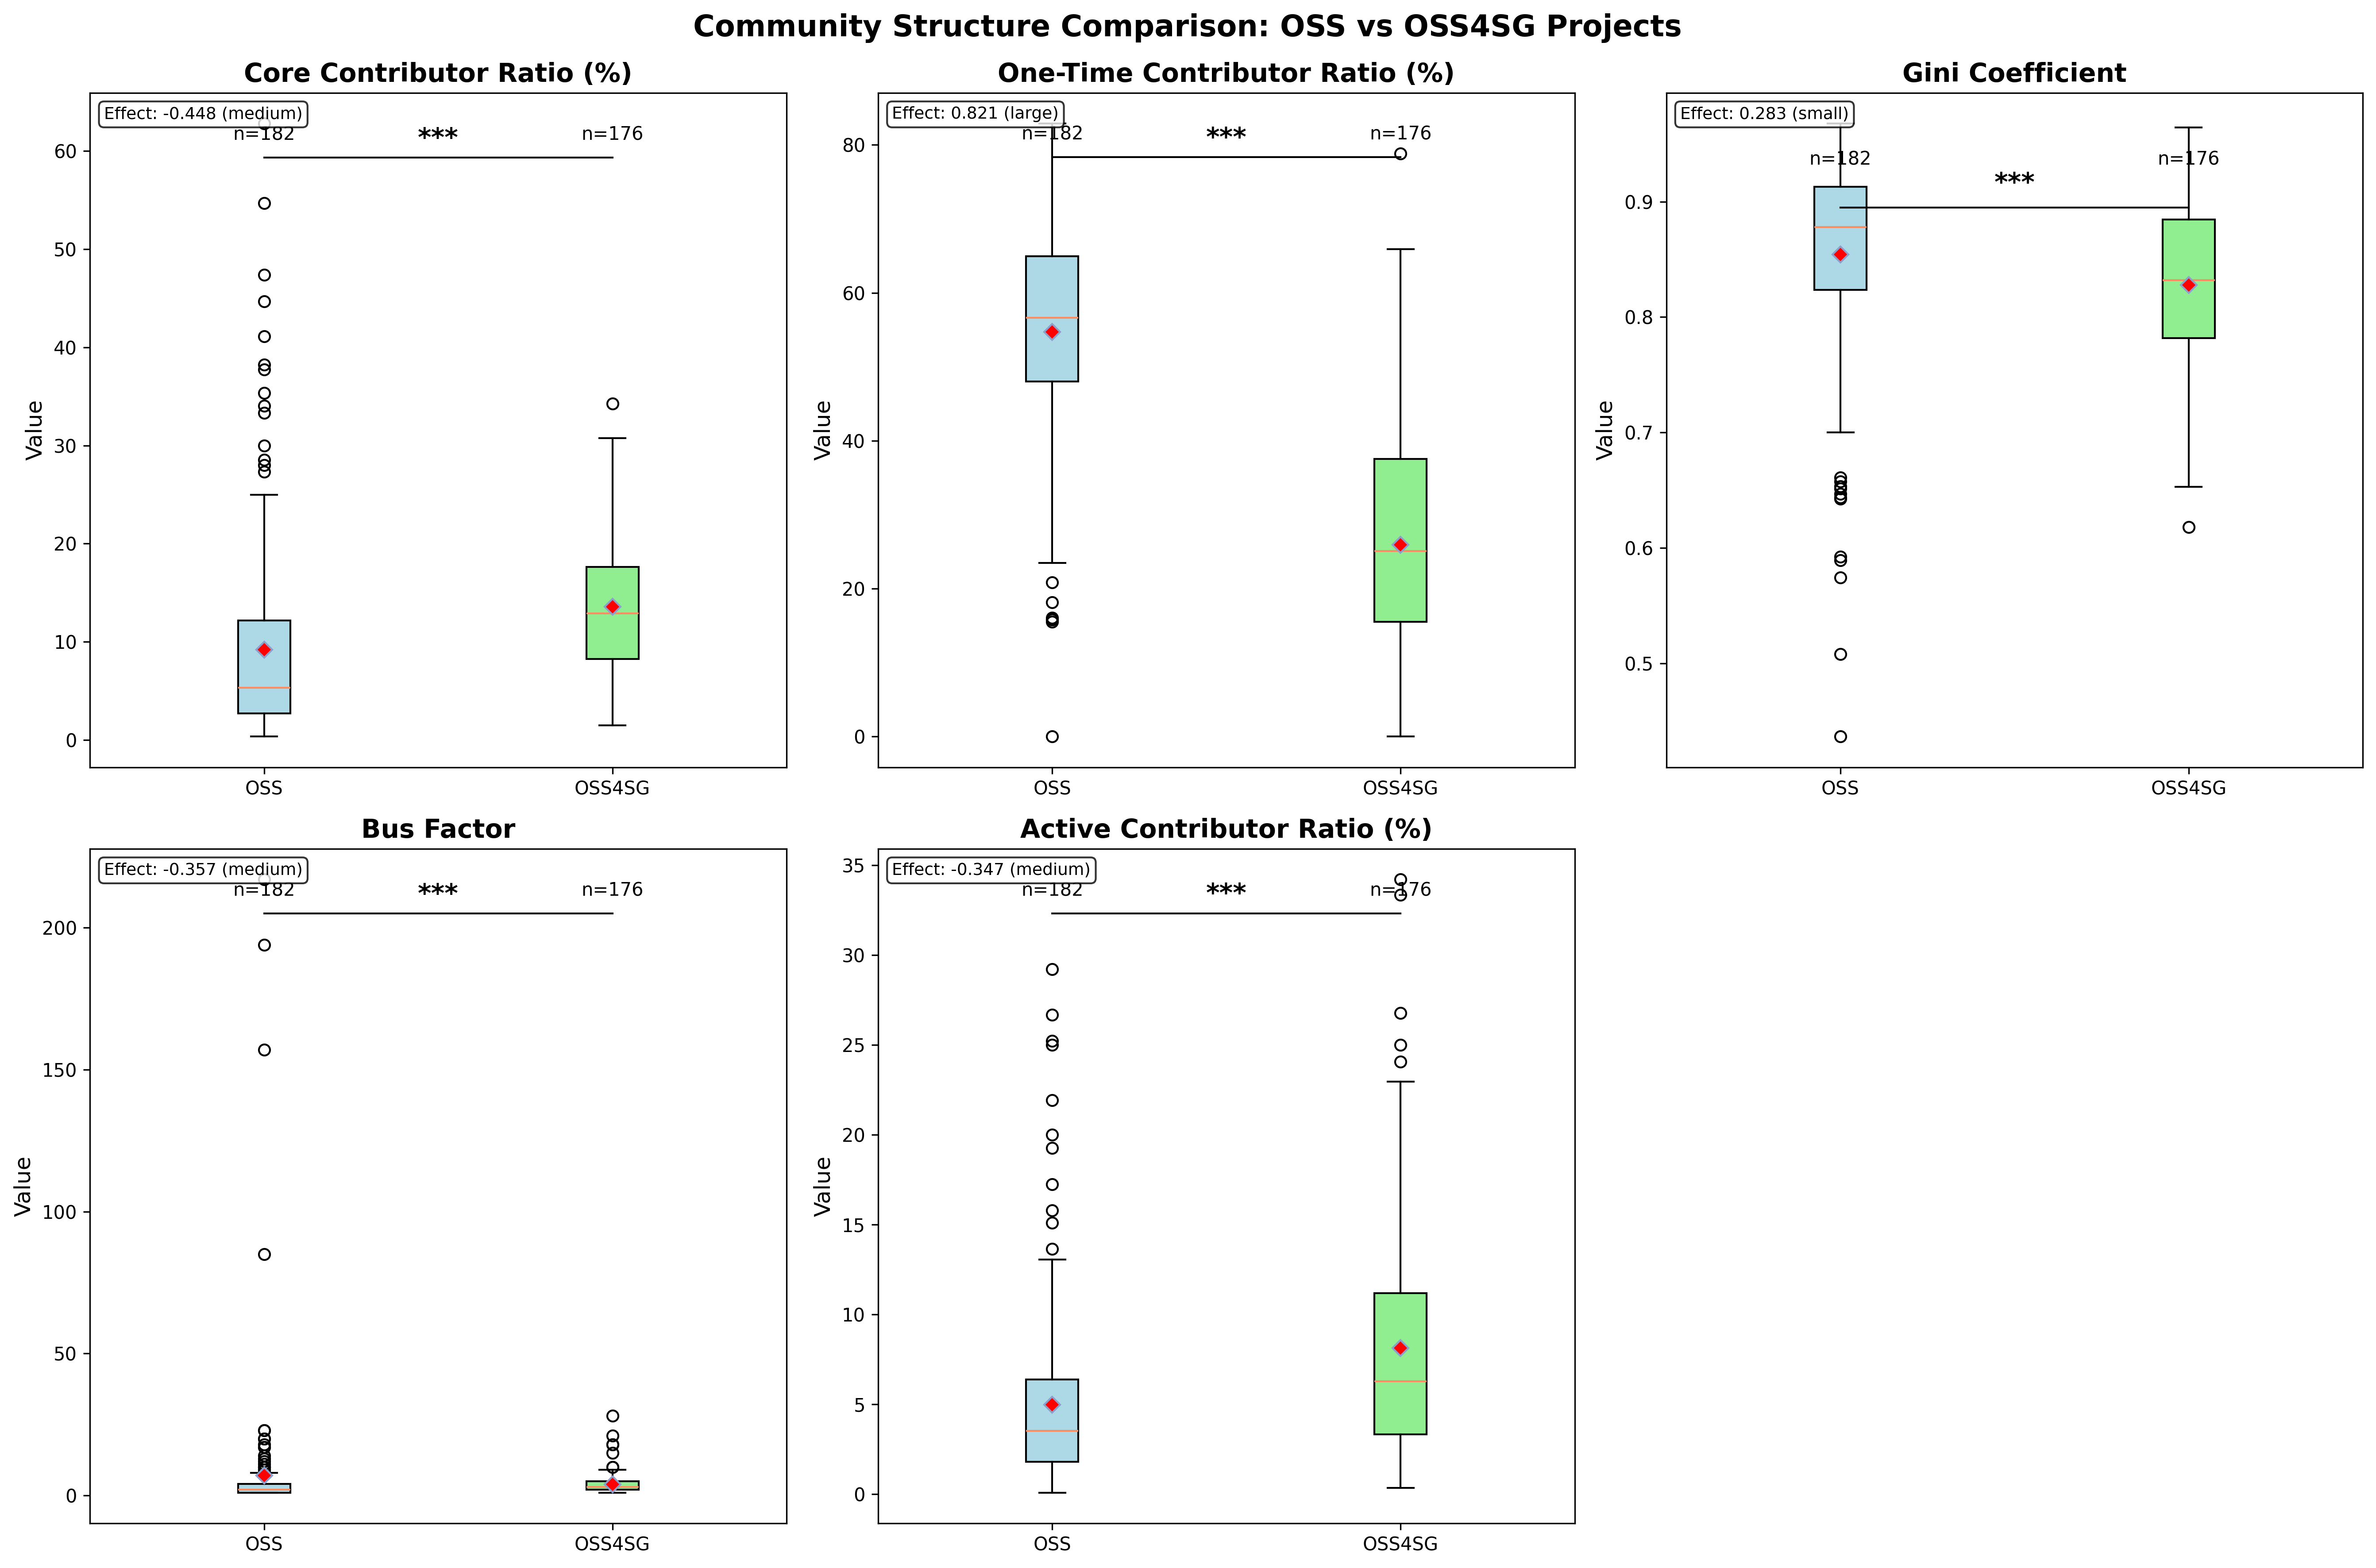 Community Structure Comparison: OSS vs OSS4SG Projects
Core Contributor Ratio (%)
Effect: -0.448 (medium)
n=182
***
n=176
60
50
40
30
20
10
0
Value
OSS
OSS4SG
One-Time Contributor Ratio (%)
Effect: 0.821 (large)
n=182
***
n=176
80
60
40
20
0
Value
OSS
OSS4SG
Gini Coefficient
Effect: 0.283 (small)
n=182
***
n=176
0.9
0.8
0.7
0.6
0.5
Value
OSS
OSS4SG
Bus Factor
Effect: -0.357 (medium)
n=182
***
n=176
200
150
100
50
0
Value
OSS
OSS4SG
Active Contributor Ratio (%)
Effect: -0.347 (medium)
n=182
***
n=176
35
30
25
20
15
10
5
0
Value
OSS
OSS4SG